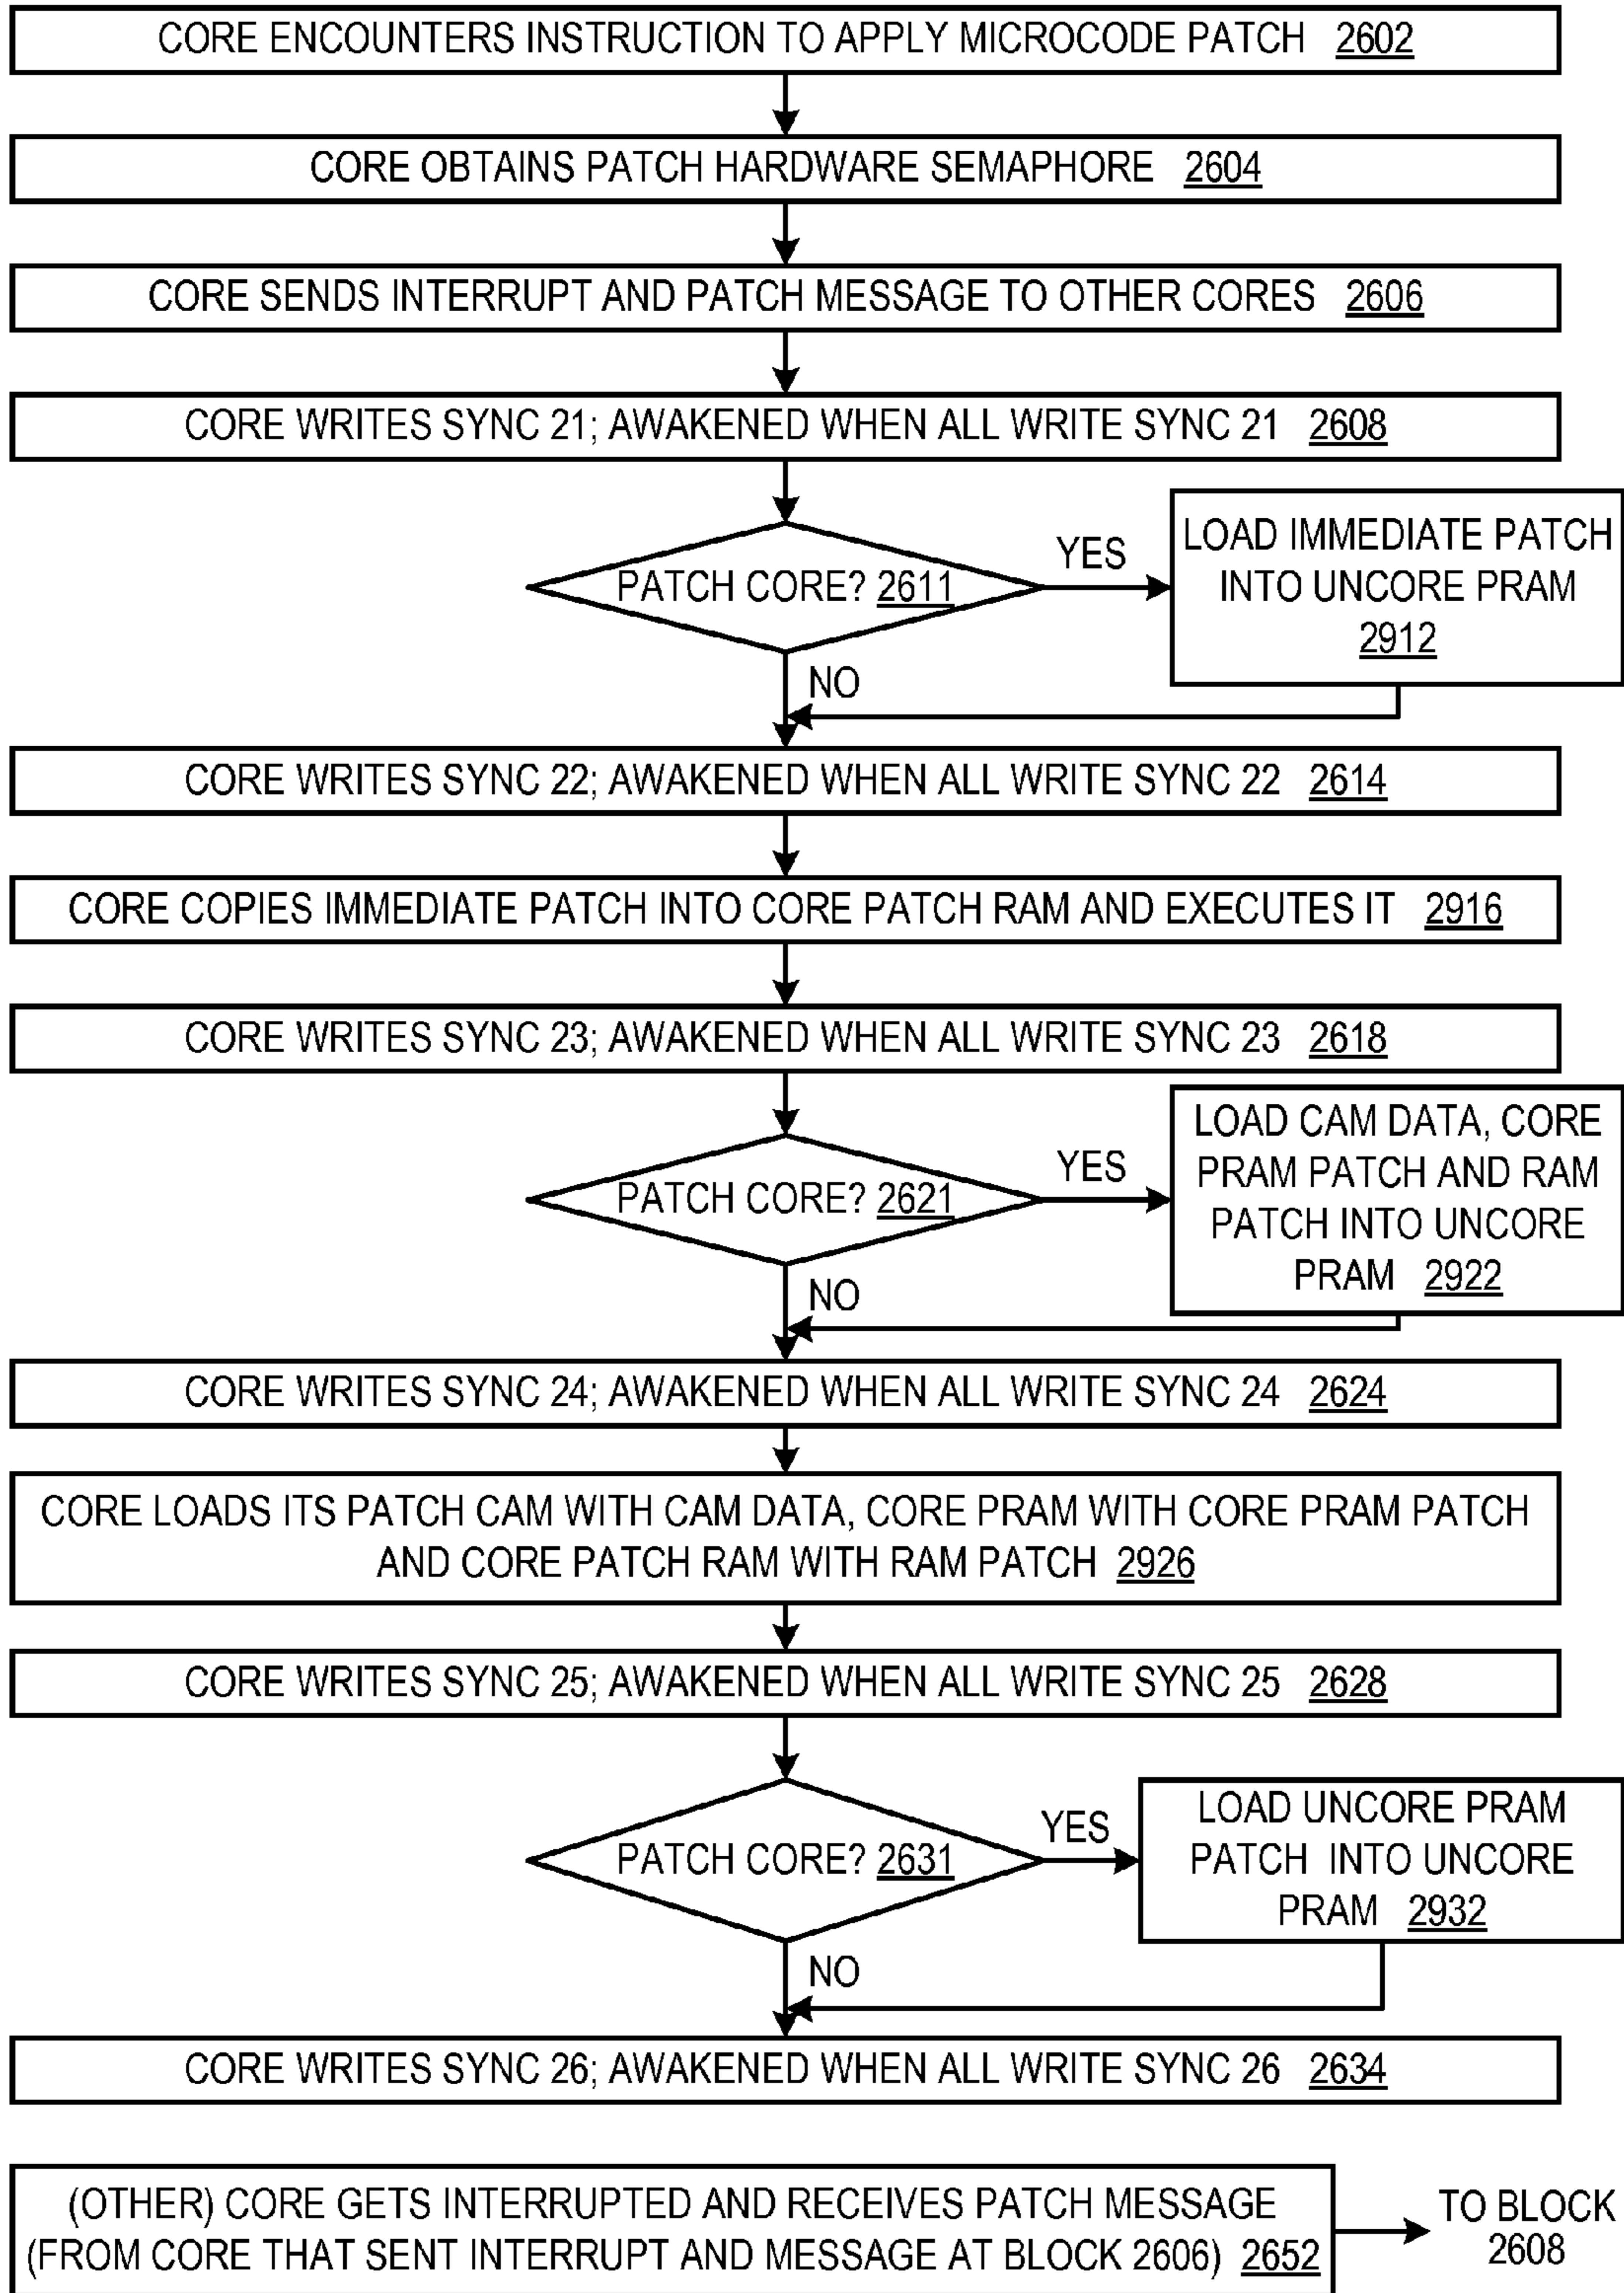 CORE ENCOUNTERS INSTRUCTION TO APPLY MICROCODE PATCH 2602
CORE OBTAINS PATCH HARDWARE SEMAPHORE 2604
CORE SENDS INTERRUPT AND PATCH MESSAGE TO OTHER CORES 2606
CORE WRITES SYNC 21; AWAKENED WHEN ALL WRITE SYNC 21 2608
PATCH CORE? 2611
YES
LOAD IMMEDIATE PATCH
INTO UNCORE PRAM
2912
NO
CORE WRITES SYNC 22; AWAKENED WHEN ALL WRITE SYNC 22 2614
CORE COPIES IMMEDIATE PATCH INTO CORE PATCH RAM AND EXECUTES IT 2916
CORE WRITES SYNC 23; AWAKENED WHEN ALL WRITE SYNC 23 2618
PATCH CORE? 2621
YES
LOAD CAM DATA, CORE
PRAM PATCH AND RAM
PATCH INTO UNCORE
PRAM 2922
NO
CORE WRITES SYNC 24; AWAKENED WHEN ALL WRITE SYNC 24 2624
CORE LOADS ITS PATCH CAM WITH CAM DATA, CORE PRAM WITH CORE PRAM PATCH
AND CORE PATCH RAM WITH RAM PATCH 2926
CORE WRITES SYNC 25; AWAKENED WHEN ALL WRITE SYNC 25 2628
PATCH CORE? 2631
YES
LOAD UNCORE PRAM
PATCH INTO UNCORE
PRAM 2932
NO
CORE WRITES SYNC 26; AWAKENED WHEN ALL WRITE SYNC 26 2634
(OTHER) CORE GETS INTERRUPTED AND RECEIVES PATCH MESSAGE
(FROM CORE THAT SENT INTERRUPT AND MESSAGE AT BLOCK 2606) 2652
TO BLOCK
2608